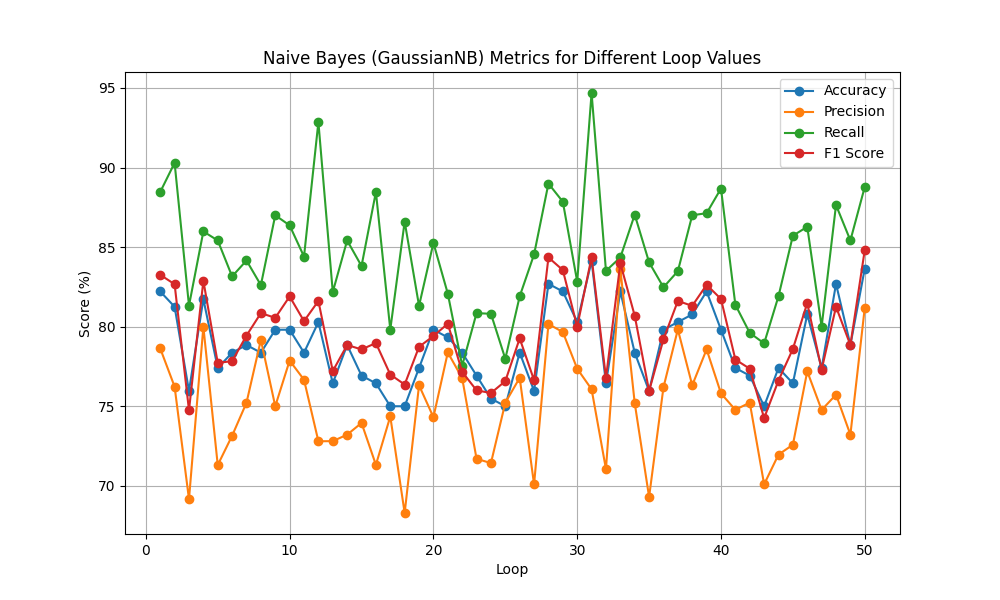 Naive Bayes (GaussianNB) Metrics for Different Loop Values
Accuracy
Precision
Recall
F1 Score
Score (%)
95
90
85
80
75
70
0 10 20 30 40 50
Loop